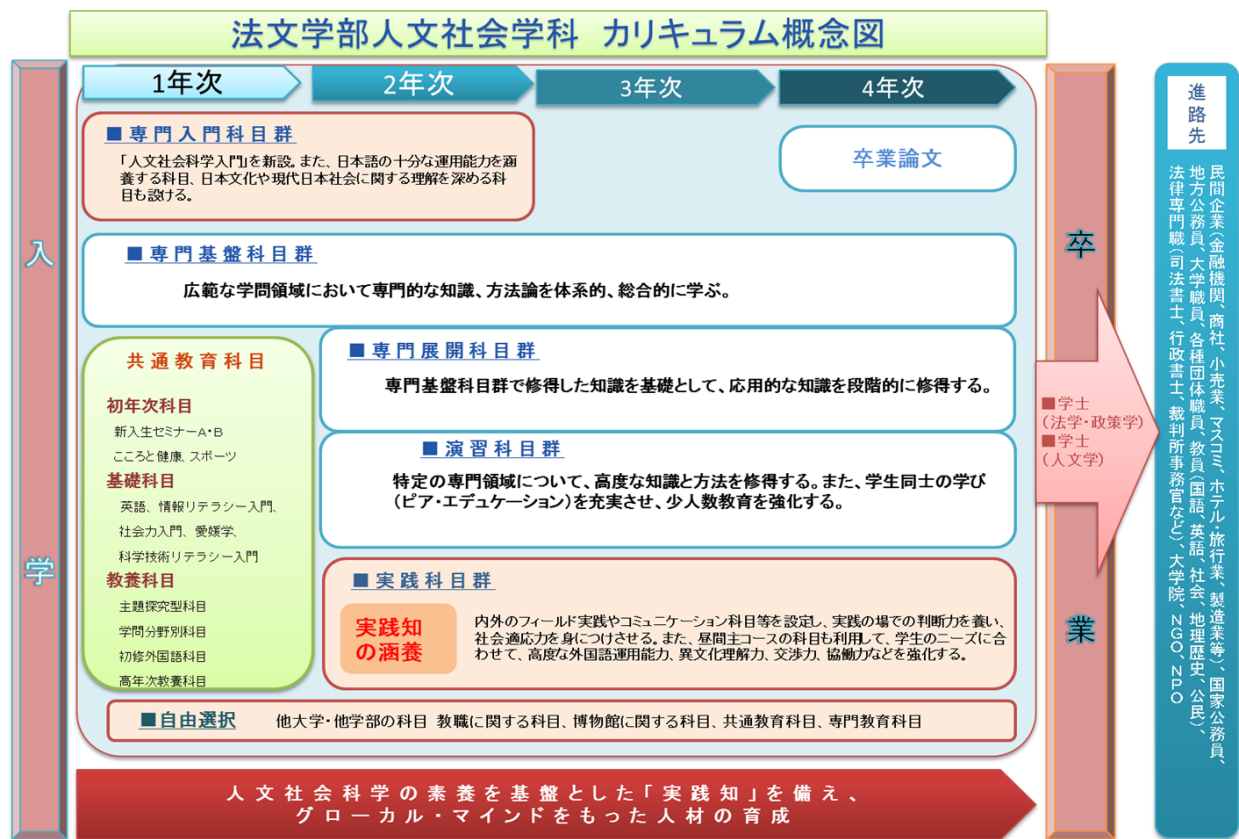 法文学部人文社会学科 カリキュラム概念図
入学
1年次
2年次
3年次
4年次
■専門入門科目群
「人文社会科学入門」を新設。また、日本語の十分な運用能力を涵
養する科目、日本文化や現代日本社会に関する理解を深める科
目も設ける。
卒業論文
■専門基盤科目群
広範な学問領域において専門的な知識、方法論を体系的、総合的に学ぶ。
共通教育科目
初年次科目
新入生セミナーA・B
こころと健康、スポーツ
基礎科目
英語、情報リテラシー入門、
社会力入門、愛媛学、
科学技術リテラシー入門
教養科目
主題探究型科目
学問分野別科目
初修外国語科目
高年次教養科目
■専門展開科目群
専門基盤科目群で修得した知識を基礎として、応用的な知識を段階的に修得する。
■演習科目群
特定の専門領域について、高度な知識と方法を修得する。また、学生同士の学び
(ピア・エデュケーション)を充実させ、少人数教育を強化する。
■実践科目群
実践知
の涵養
内外のフィールド実践やコミュニケーション科目等を設定し、実践の場での判断力を養い、
社会適応力を身につけさせる。また、昼間主コースの科目も利用して、学生のニーズに合
わせて、高度な外国語運用能力、異文化理解力、交渉力、協働力などを強化する。
■自由選択
他大学・他学部の科目 教職に関する科目、博物館に関する科目、共通教育科目、専門教育科目
人文社会科学の素養を基盤とした「実践知」を備え、
グローカル・マインドをもった人材の育成
卒業
■学士
(法学・政策学)
■学士
(人文学)
進路先
民間企業(金融機関、商社、小売業、マスコミ、ホテル・旅行業、製造業等)、国家公務員、
地方公務員、大学職員、各種団体職員、教員(国語、英語、社会、地理歴史、公民)、
法律専門職(司法書士、行政書士、裁判所事務官など)、大学院、NGO、NPO